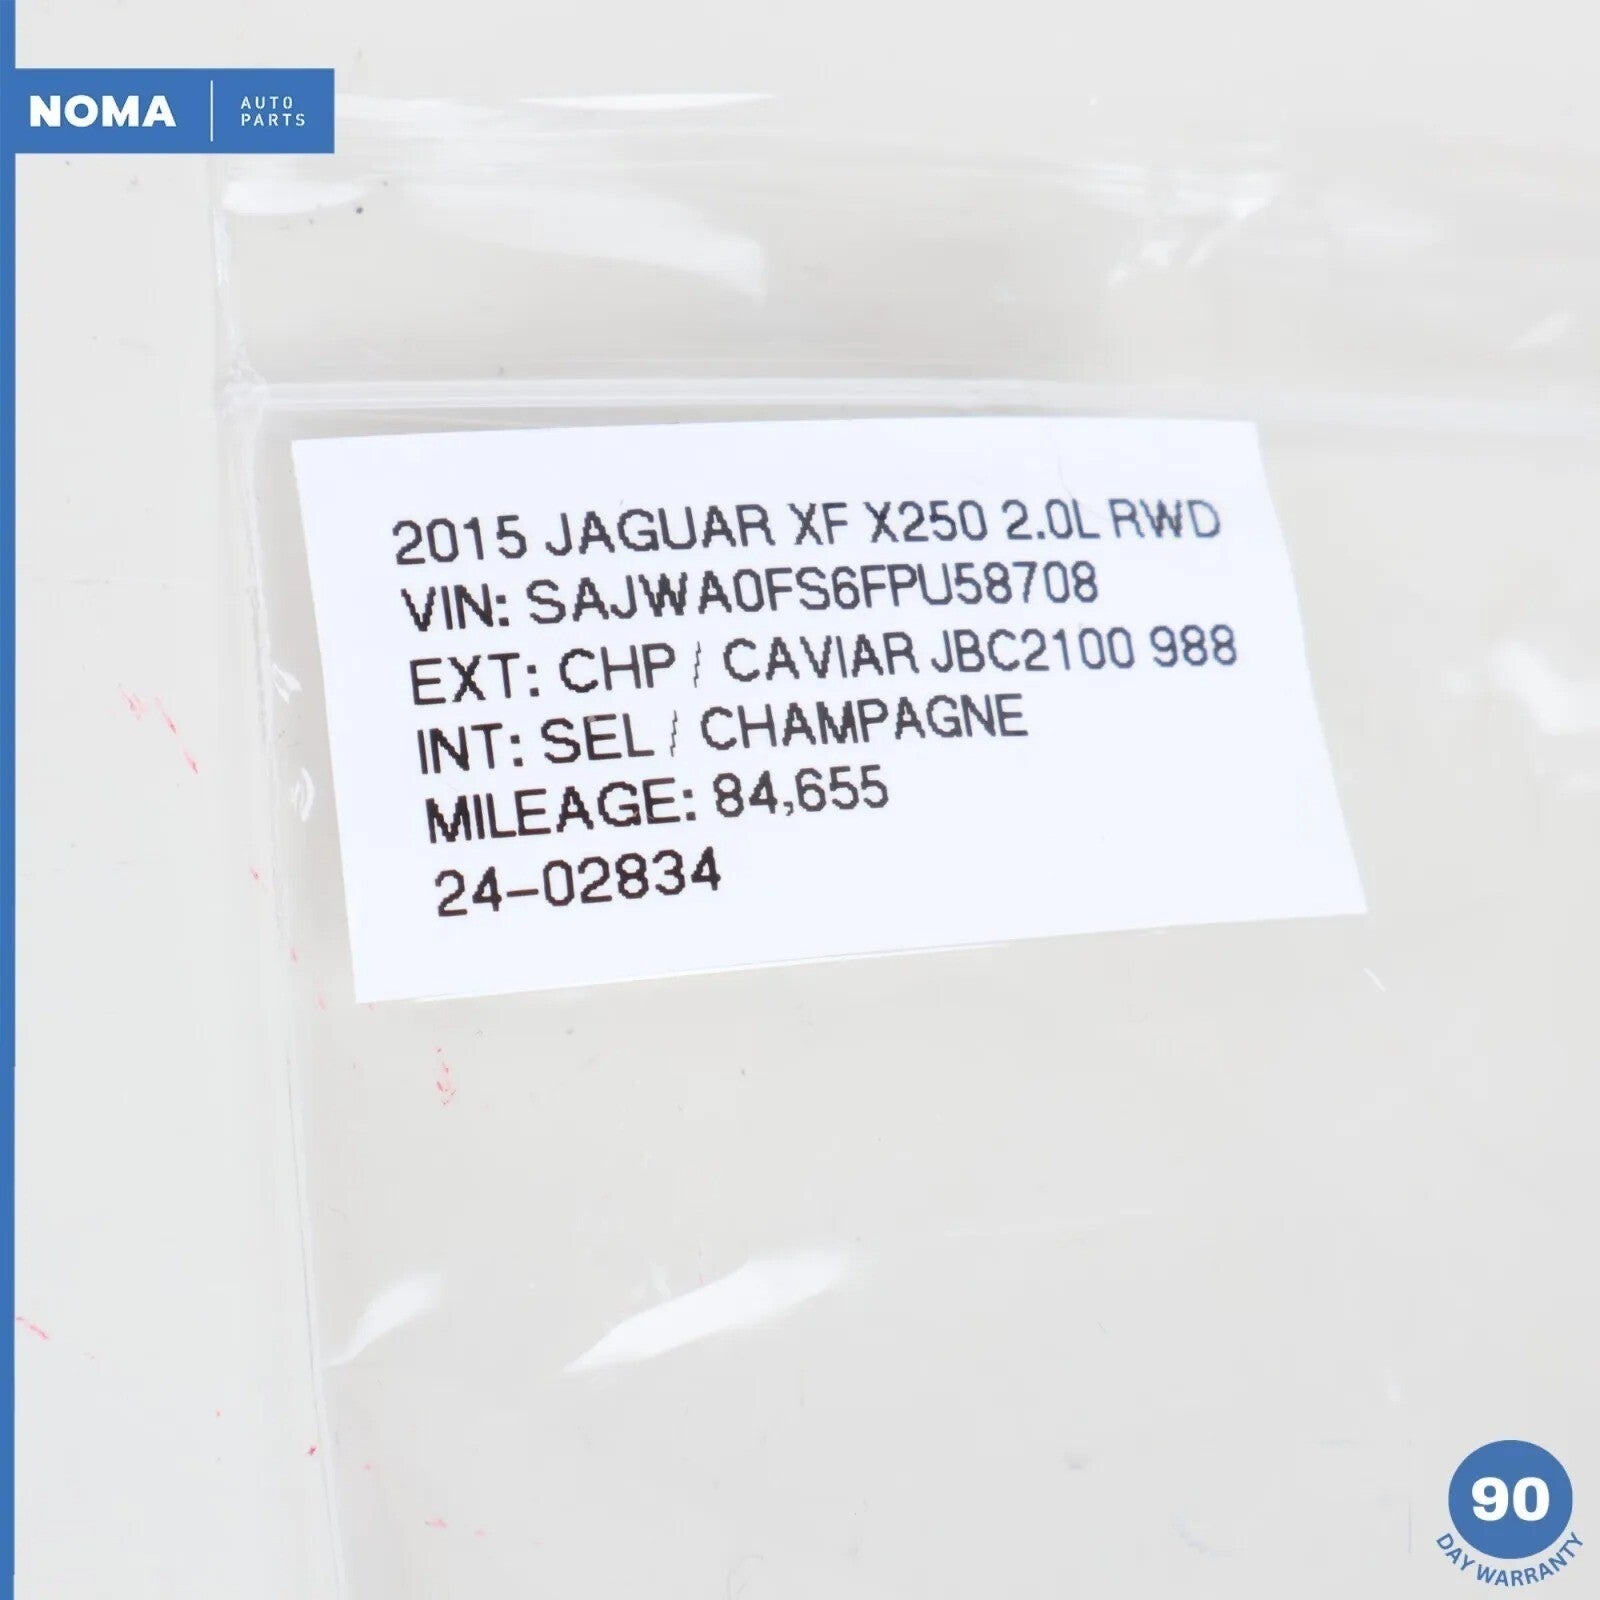 NOMA
AUTO
PARTS
2015 JAGUAR XF X250 2.0L RWD
VIN: SAJWA0FS6FPU58708
EXT: CHP / CAVIAR JBC2100 988
INT: SEL / CHAMPAGNE
MILEAGE: 84,655
24-02834
90
DAY WARRANTY